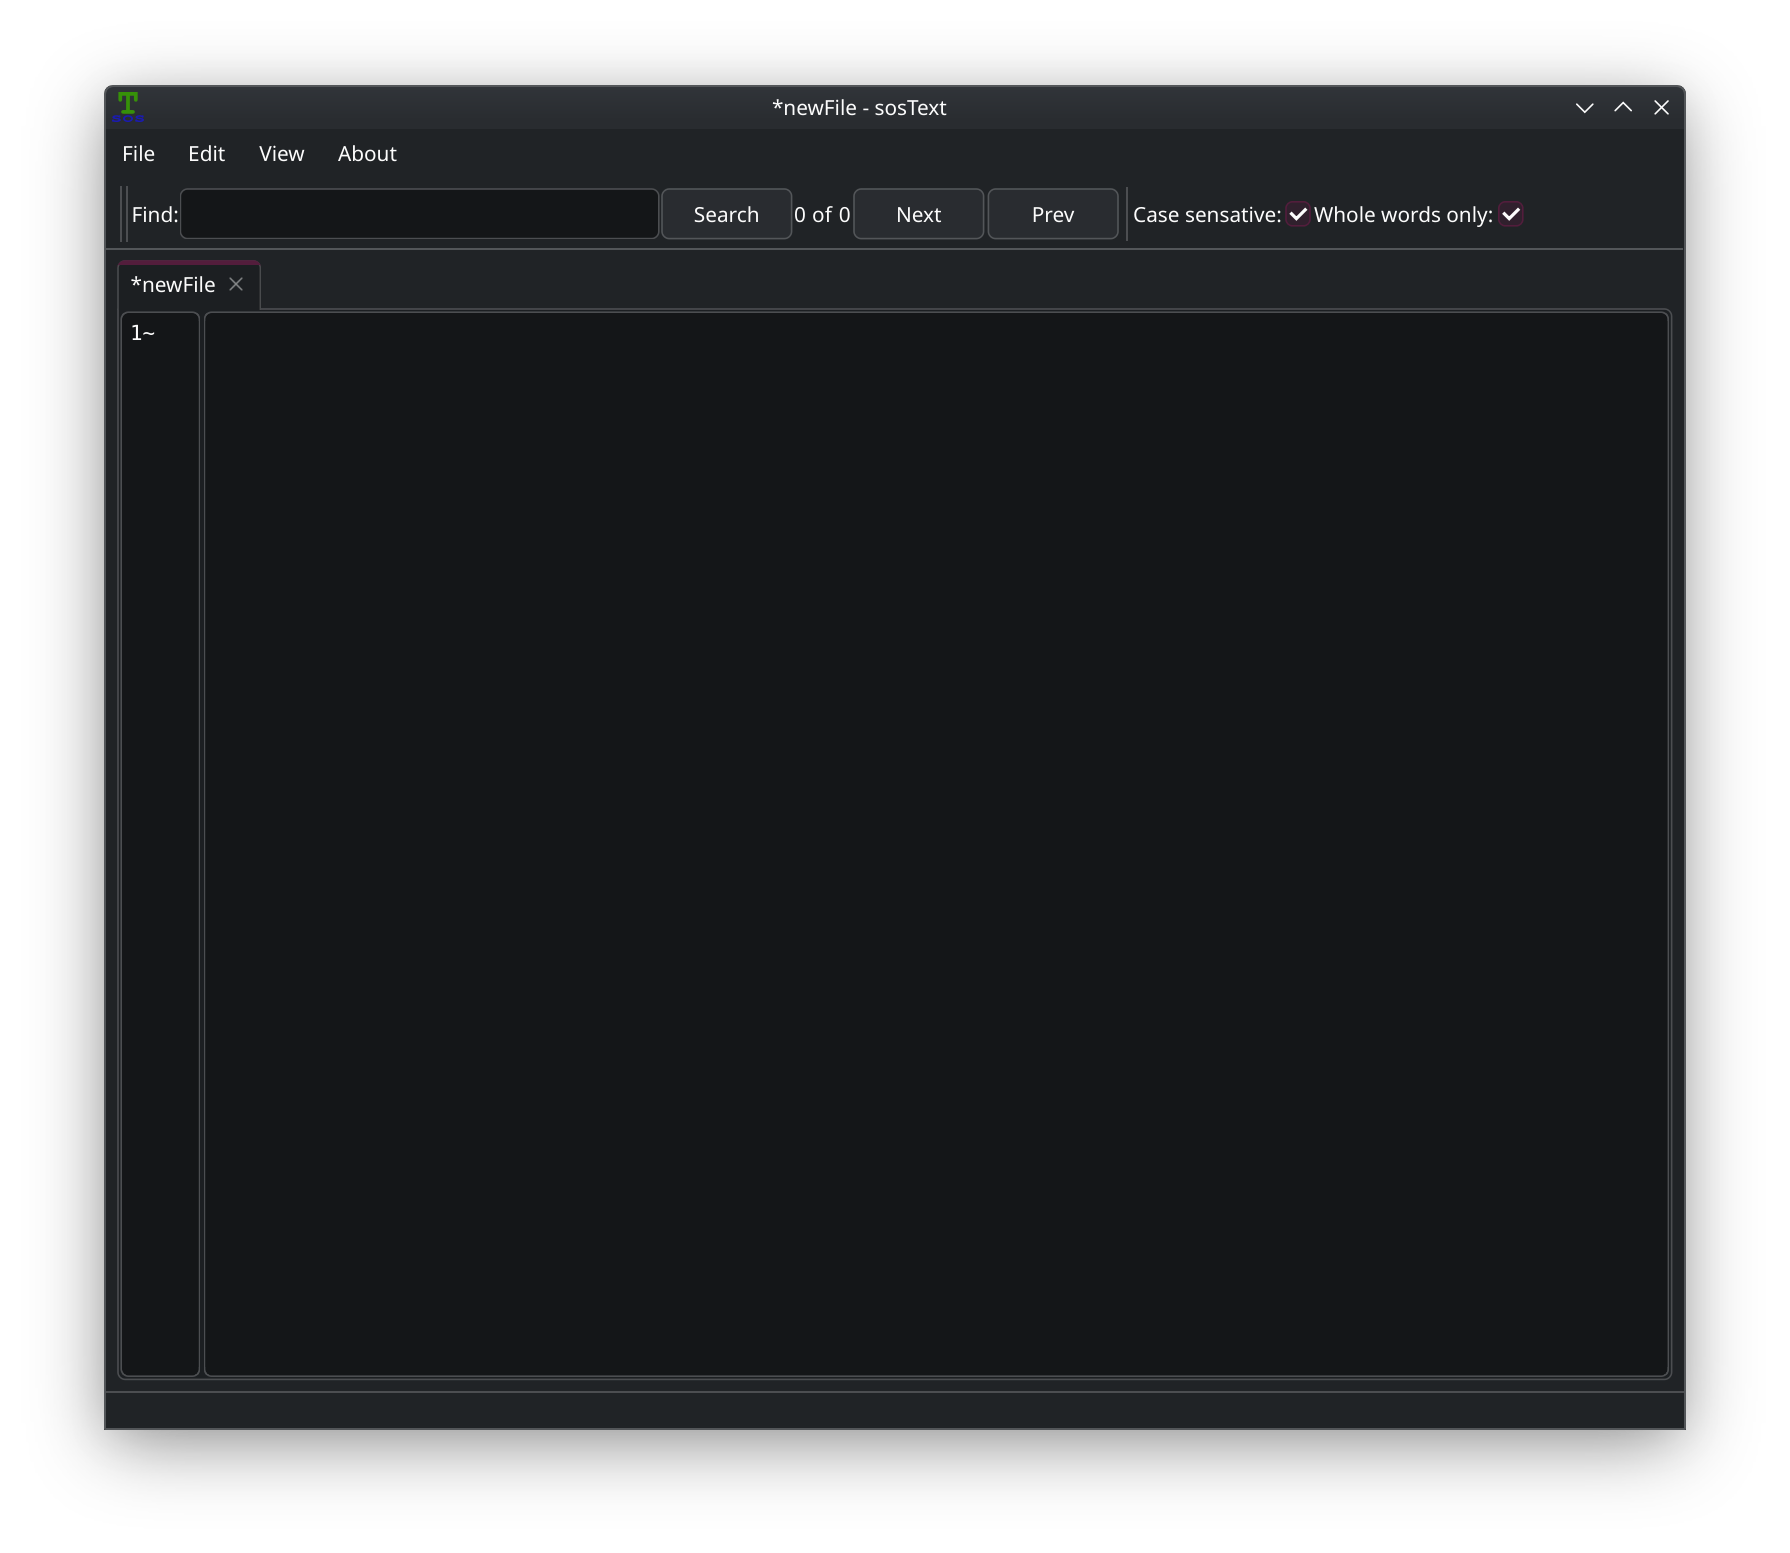 *newFile - sosText
File Edit View About
Find: Search 0 of 0 Next Prev Case sensative: Whole words only:
*newFile
1~